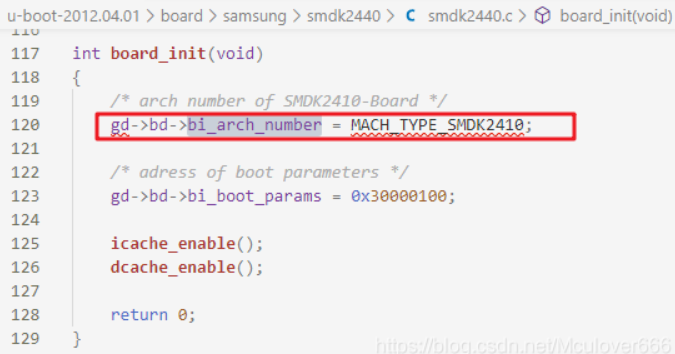 u-boot-2012.04.01 > board > samsung > smdk2440 > C smdk2440.c > board_init(void)
116
117 int board_init(void)
118 {
119 /* arch number of SMDK2410-Board */
120 gd->bd->bi_arch_number = MACH_TYPE_SMDK2410;
121
122 /* adress of boot parameters */
123 gd->bd->bi_boot_params = 0x30000100;
124
125 icache_enable();
126 dcache_enable();
127
128 return 0;
129 }
https://blog.csdn.net/Mculover666